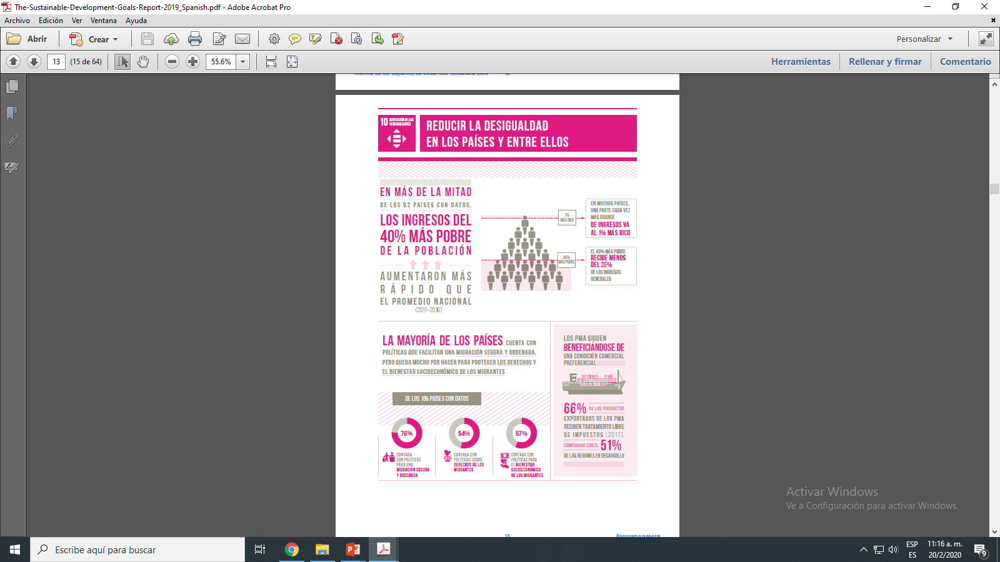 The-Sustainable-Development-Goals-Report-2019_Spanish.pdf - Adobe Acrobat Pro
Archivo Edición Ver Ventana Ayuda
Abrir Crear Personalizar
13 (15 de 64) 55.6% Herramientas Rellenar y firmar Comentario
Informe de los Objetivos de Desarrollo Sostenible 2019 12
10 REDUCCIÓN DE LAS
DESIGUALDADES
REDUCIR LA DESIGUALDAD
EN LOS PAÍSES Y ENTRE ELLOS
EN MÁS DE LA MITAD
DE LOS 92 PAÍSES CON DATOS,
LOS INGRESOS DEL
40% MÁS POBRE
DE LA POBLACIÓN
AUMENTARON MÁS
RÁPIDO QUE
EL PROMEDIO NACIONAL
(2011–2016)
1%
MÁS RICO
EN MUCHOS PAÍSES,
UNA PARTE CADA VEZ
MÁS GRANDE
DE INGRESOS VA
AL 1% MÁS RICO
40%
MÁS POBRE
EL 40% MÁS POBRE
RECIBE MENOS
DEL 25%
DE LOS INGRESOS
GENERALES
LA MAYORÍA DE LOS PAÍSES CUENTA CON
POLÍTICAS QUE FACILITAN UNA MIGRACIÓN SEGURA Y ORDENADA,
PERO QUEDA MUCHO POR HACER PARA PROTEGER LOS DERECHOS Y
EL BIENESTAR SOCIOECONÓMICO DE LOS MIGRANTES
DE LOS 105 PAÍSES CON DATOS
76%
CONTABA
CON POLÍTICAS
PARA UNA
MIGRACIÓN SEGURA
Y ORDENADA
54%
CONTABA CON
POLÍTICAS SOBRE
DERECHOS DE LOS
MIGRANTES
57%
CONTABA CON
POLÍTICAS PARA
EL BIENESTAR
SOCIOECONÓMICO
DE LOS MIGRANTES
LOS PMA SIGUEN
BENEFICIÁNDOSE DE
UNA CONDICIÓN COMERCIAL
PREFERENCIAL
66% DE LOS PRODUCTOS
EXPORTADOS DE LOS PMA
RECIBEN TRATAMIENTO LIBRE
DE IMPUESTOS (2017),
COMPARADO CON EL 51%
DE LAS REGIONES EN DESARROLLO
13 Panorama general
Activar Windows
Ve a Configuración para activar Windows.
Escribe aquí para buscar
ESP
ES
11:16 a. m.
20/2/2020
9